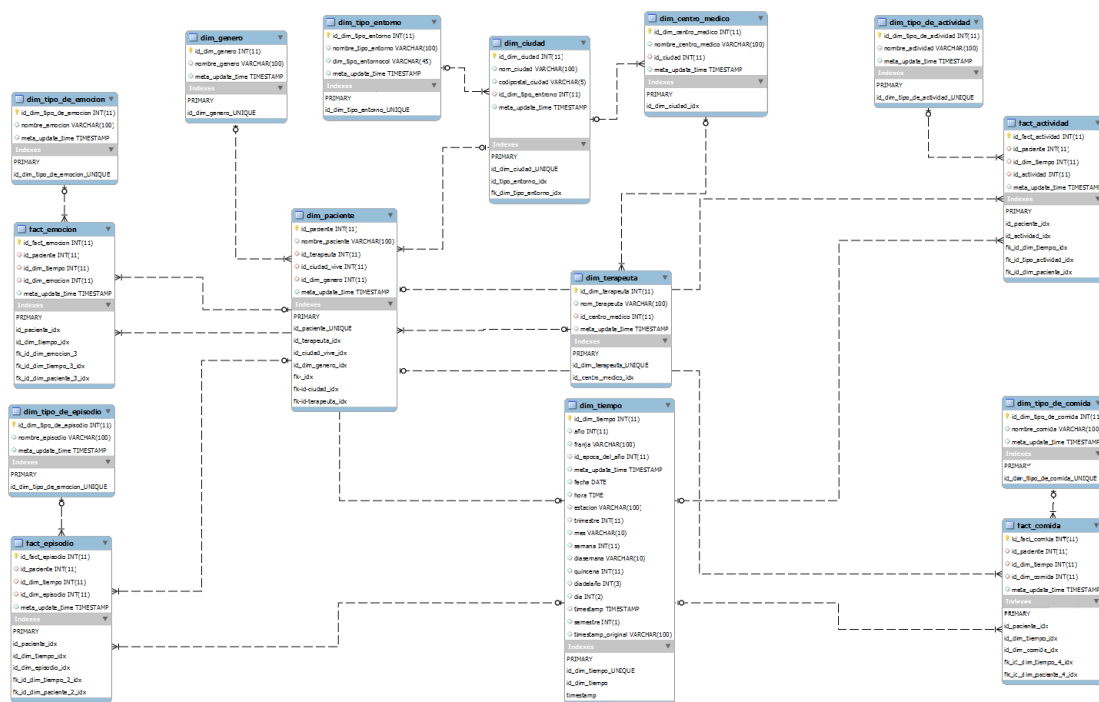 dim_tipo_de_emocion
id_dim_tipo_de_emocion INT(11)
nombre_emocion VARCHAR(100)
meta_update_time TIMESTAMP
Indexes
PRIMARY
id_dim_tipo_de_emocion_UNIQUE
dim_genero
id_dim_genero INT(11)
nombre_genero VARCHAR(100)
meta_update_time TIMESTAMP
Indexes
PRIMARY
id_dim_genero_UNIQUE
dim_tipo_entorno
id_dim_tipo_entorno INT(11)
nombre_tipo_entorno VARCHAR(100)
dim_tipo_entornocol VARCHAR(45)
meta_update_time TIMESTAMP
Indexes
PRIMARY
id_dim_tipo_entorno_UNIQUE
dim_ciudad
id_dim_ciudad INT(11)
nom_ciudad VARCHAR(100)
codipostal_ciudad VARCHAR(5)
id_dim_tipo_entrono INT(11)
meta_update_time TIMESTAMP
Indexes
PRIMARY
id_dim_ciudad_UNIQUE
id_tipo_entorno_idx
fk_dim_tipo_entorno_idx
dim_centro_medico
id_dim_centro_medico INT(11)
nombre_centro_medico VARCHAR(100)
id_ciudad INT(11)
meta_update_time TIMESTAMP
Indexes
PRIMARY
id_dim_ciudad_idx
dim_tipo_de_actividad
id_dim_tipo_de_actividad INT(11)
nombre_actividad VARCHAR(100)
meta_update_time TIMESTAMP
Indexes
PRIMARY
id_dim_tipo_de_actividad_UNIQUE
fact_actividad
id_fact_actividad INT(11)
id_paciente INT(11)
id_dim_tiempo INT(11)
id_actividad INT(11)
meta_update_time TIMESTAMP
Indexes
PRIMARY
id_paciente_idx
id_actividad_idx
fk_id_dim_tiempo_idx
fk_id_tipo_actividad_idx
fk_id_dim_paciente_idx
fact_emocion
id_fact_emocion INT(11)
id_paciente INT(11)
id_dim_tiempo INT(11)
id_dim_emocion INT(11)
meta_update_time TIMESTAMP
Indexes
PRIMARY
id_paciente_idx
id_dim_tiempo_idx
fk_id_dim_emocion_3
fk_id_dim_tiempo_3_idx
fk_id_dim_paciente_3_idx
dim_paciente
id_paciente INT(11)
nombre_paciente VARCHAR(100)
id_terapeuta INT(11)
id_ciudad_vive INT(11)
id_dim_genero INT(11)
meta_update_time TIMESTAMP
Indexes
PRIMARY
id_paciente_UNIQUE
id_terapeuta_idx
id_ciudad_vive_idx
id_dim_genero_idx
fk-_idx
fk-id-ciudad_idx
fk-id-terapeuta_idx
dim_terapeuta
id_dim_terapeuta INT(11)
nom_terapeuta VARCHAR(100)
id_centro_medico INT(11)
meta_update_time TIMESTAMP
Indexes
PRIMARY
id_dim_terapeuta_UNIQUE
id_centro_medico_idx
dim_tipo_de_episodio
id_dim_tipo_de_episodio INT(11)
nombre_episodio VARCHAR(100)
meta_update_time TIMESTAMP
Indexes
PRIMARY
id_dim_tipo_de_emocion_UNIQUE
fact_episodio
id_fact_episodio INT(11)
id_paciente INT(11)
id_dim_tiempo INT(11)
id_dim_episodio INT(11)
meta_update_time TIMESTAMP
Indexes
PRIMARY
id_paciente_idx
id_dim_tiempo_idx
id_dim_episodio_idx
fk_id_dim_tiempo_2_idx
fk_id_dim_paciente_2_idx
dim_tiempo
id_dim_tiempo INT(11)
año INT(11)
franja VARCHAR(100)
id_epoca_del_año INT(11)
meta_update_time TIMESTAMP
fecha DATE
hora TIME
estacion VARCHAR(100)
trimestre INT(11)
mes VARCHAR(10)
semana INT(11)
diasemana VARCHAR(10)
quincena INT(11)
diadelaño INT(3)
dia INT(2)
timestamp TIMESTAMP
semestre INT(1)
timestamp_original VARCHAR(100)
Indexes
PRIMARY
id_dim_tiempo_UNIQUE
id_dim_tiempo
timestamp
dim_tipo_de_comida
id_dim_tipo_de_comida INT(11
nombre_comida VARCHAR(100
meta_update_time TIMESTAMP
Indexes
PRIMARY
id_dim_tipo_de_comida_UNIQUE
fact_comida
id_fact_comida INT(11)
id_paciente INT(11)
id_dim_tiempo INT(11)
id_dim_comida INT(11)
meta_update_time TIMESTAMP
Indexes
PRIMARY
id_paciente_idx
id_dim_tiempo_idx
id_dim_comida_idx
fk_id_dim_tiempo_4_idx
fk_id_dim_paciente_4_idx